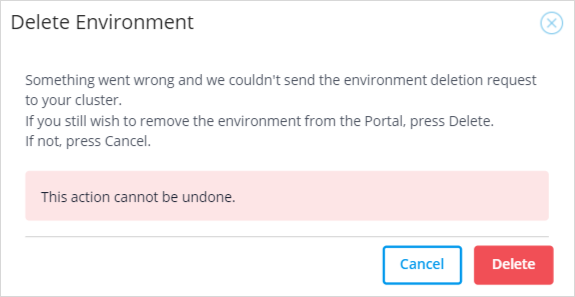 Delete Environment
Something went wrong and we couldn't send the environment deletion request
to your cluster.
If you still wish to remove the environment from the Portal, press Delete.
If not, press Cancel.
This action cannot be undone.
Cancel
Delete